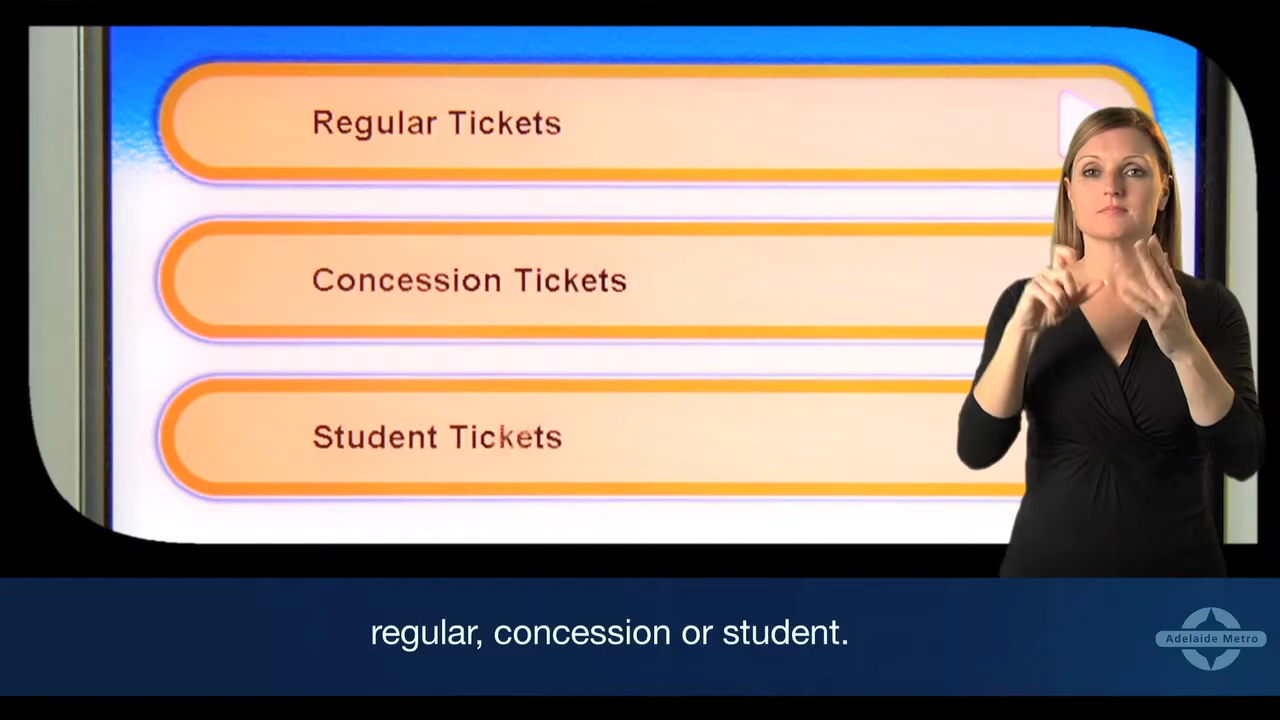 Regular Tickets
Concession Tickets
Student Tickets
regular, concession or student.
Adelaide Metro